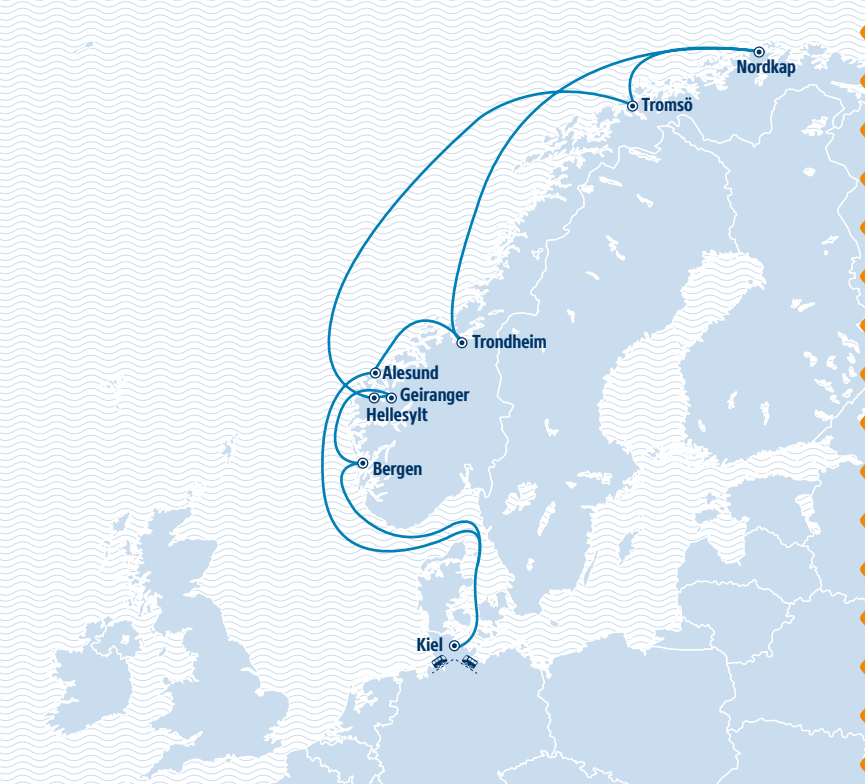 Nordkap
Tromsö
Trondheim
Alesund
Geiranger
Hellesylt
Bergen
Kiel